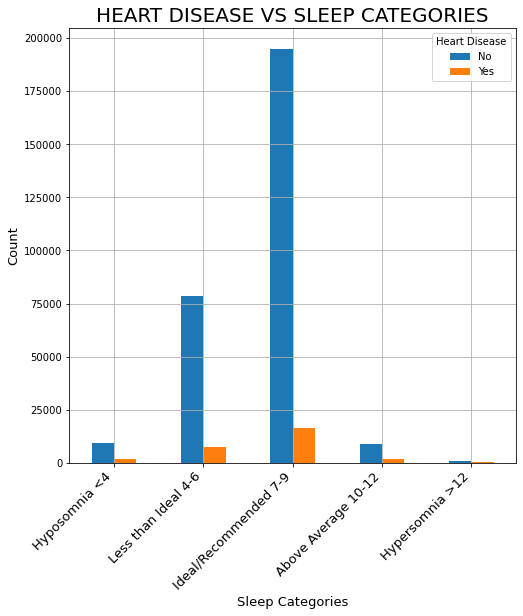 HEART DISEASE VS SLEEP CATEGORIES
Heart Disease
No
Yes
200000
175000
150000
125000
100000
75000
50000
25000
0
Count
Hyposomnia <4
Less than Ideal 4-6
Ideal/Recommended 7-9
Above Average 10-12
Hypersomnia >12
Sleep Categories